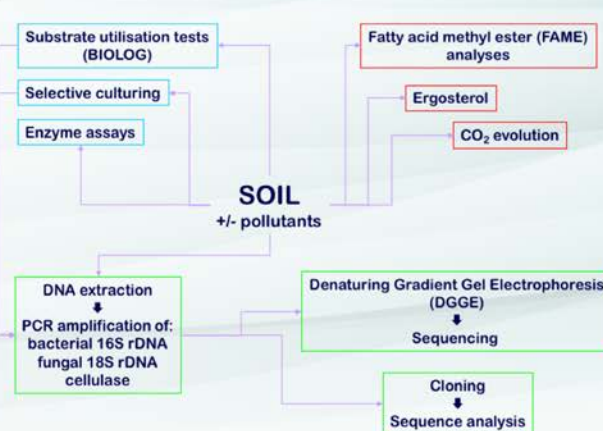 Substrate utilisation tests
(BIOLOG)
Selective culturing
Enzyme assays
Fatty acid methyl ester (FAME)
analyses
Ergosterol
CO₂ evolution
SOIL
+/- pollutants
DNA extraction
PCR amplification of:
bacterial 16S rDNA
fungal 18S rDNA
cellulase
Denaturing Gradient Gel Electrophoresis
(DGGE)
Sequencing
Cloning
Sequence analysis